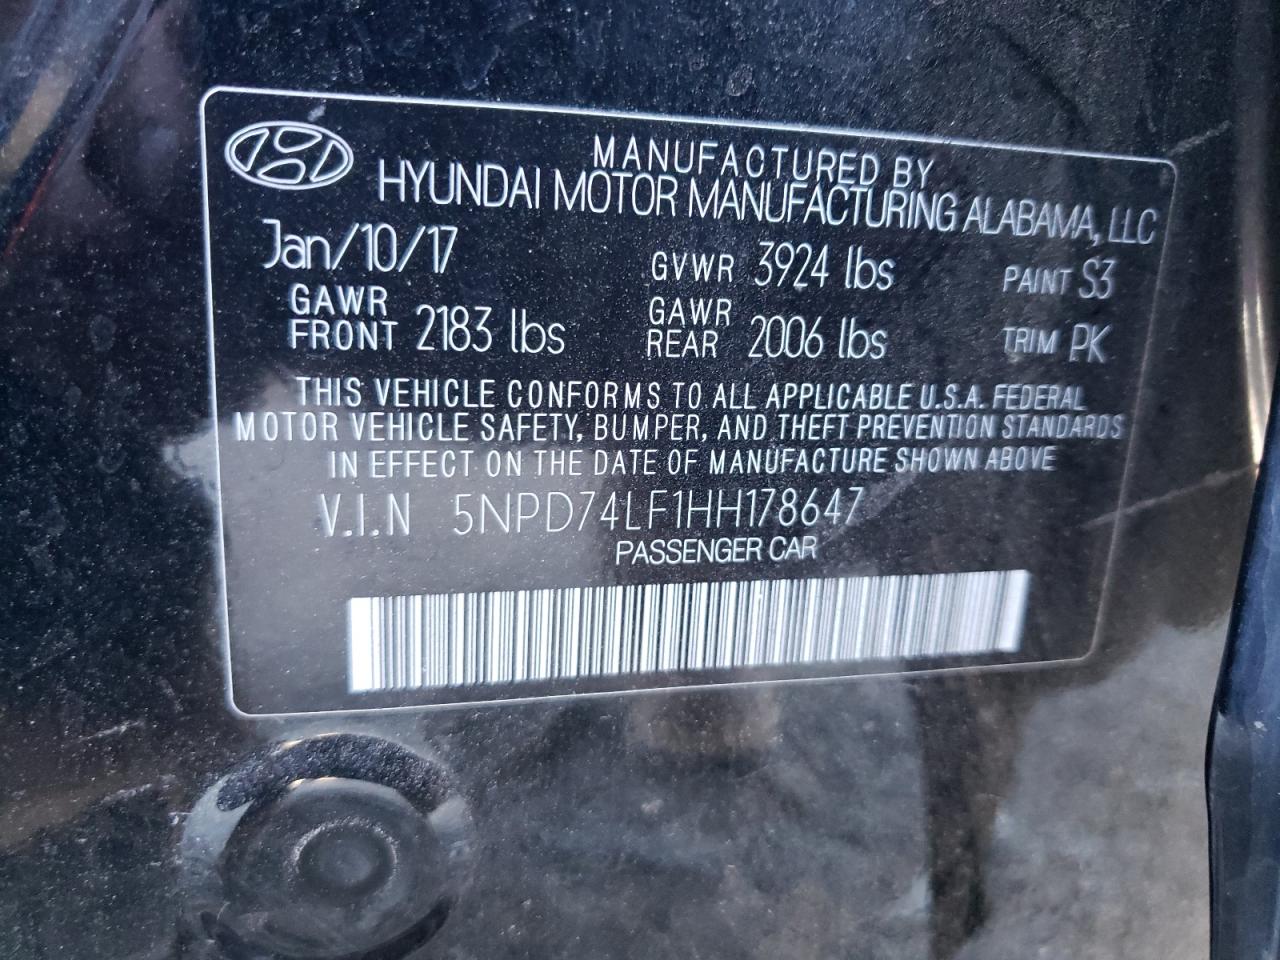 MANUFACTURED BY
HYUNDAI MOTOR MANUFACTURING ALABAMA, LLC
Jan/10/17 GVWR 3924 lbs PAINT S3
GAWR FRONT 2183 lbs GAWR REAR 2006 lbs TRIM PK
THIS VEHICLE CONFORMS TO ALL APPLICABLE U.S.A. FEDERAL
MOTOR VEHICLE SAFETY, BUMPER, AND THEFT PREVENTION STANDARDS
IN EFFECT ON THE DATE OF MANUFACTURE SHOWN ABOVE
V.I.N 5NPD74LF1HH178647
PASSENGER CAR